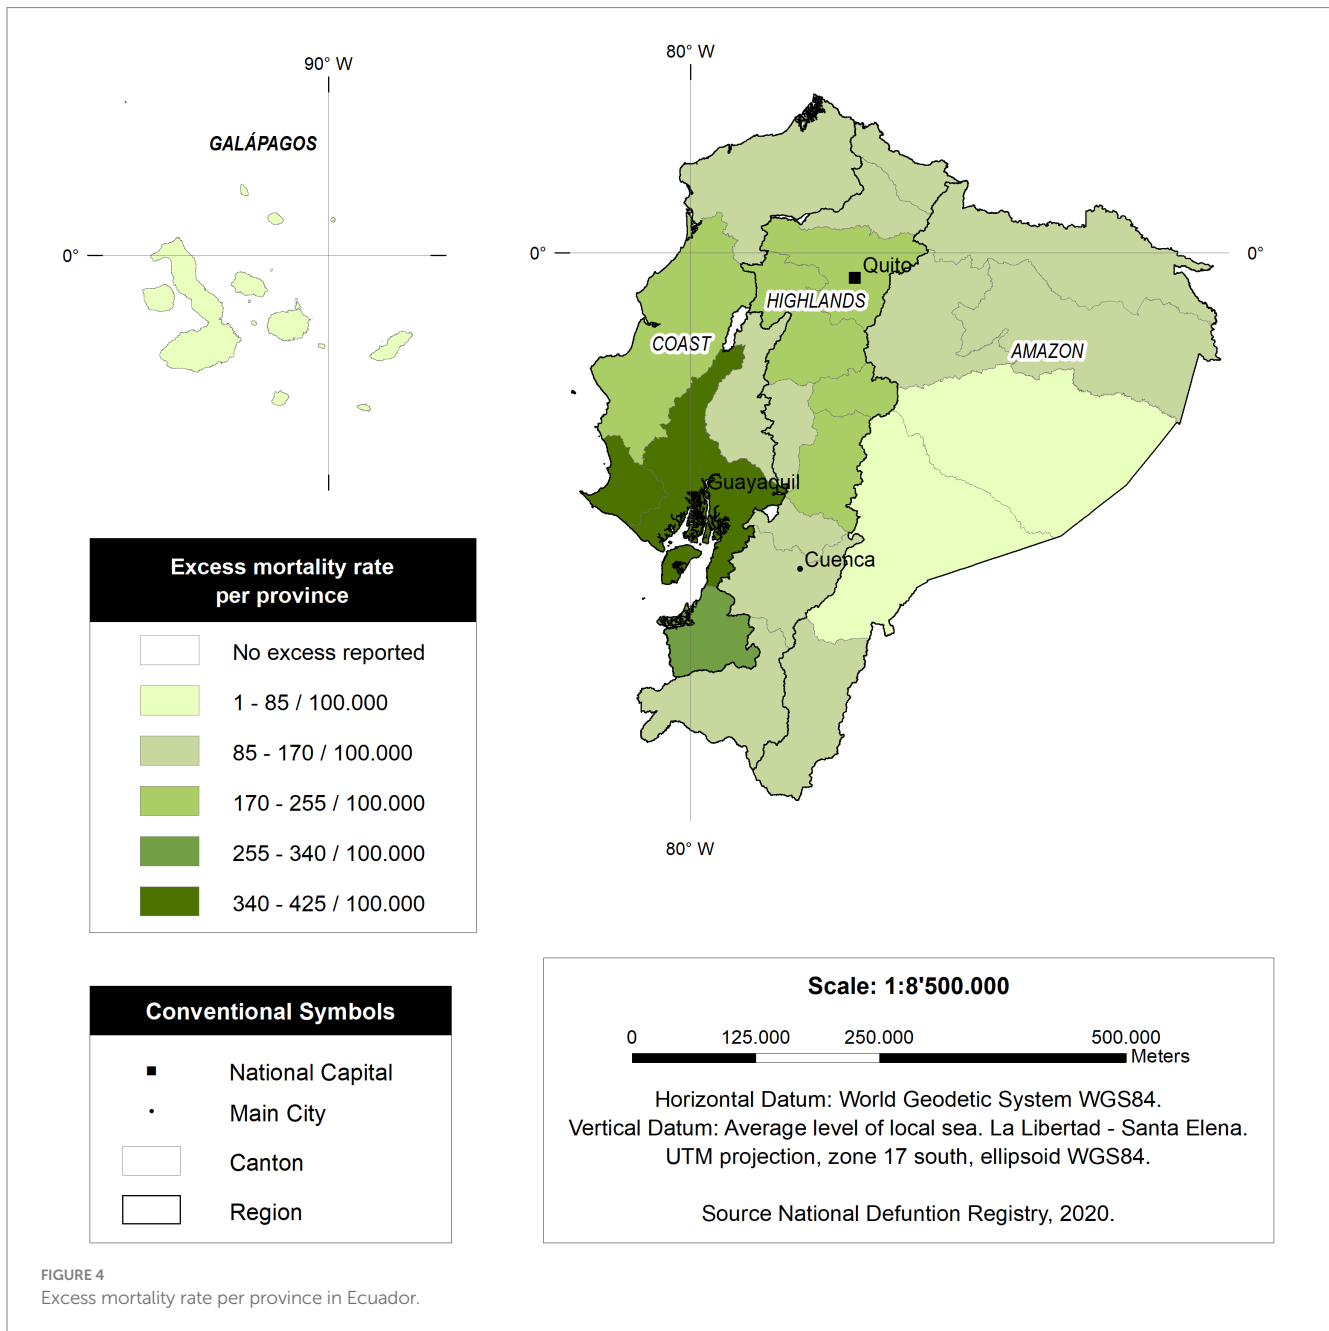 90° W
80° W
GALÁPAGOS
0°
0°
0°
Quito
HIGHLANDS
COAST
AMAZON
Guayaquil
Cuenca
80° W
Excess mortality rate
per province
No excess reported
1 - 85 / 100.000
85 - 170 / 100.000
170 - 255 / 100.000
255 - 340 / 100.000
340 - 425 / 100.000
Conventional Symbols
National Capital
Main City
Canton
Region
Scale: 1:8'500.000
0 125.000 250.000 500.000
Meters
Horizontal Datum: World Geodetic System WGS84.
Vertical Datum: Average level of local sea. La Libertad - Santa Elena.
UTM projection, zone 17 south, ellipsoid WGS84.
Source National Defuntion Registry, 2020.
FIGURE 4
Excess mortality rate per province in Ecuador.